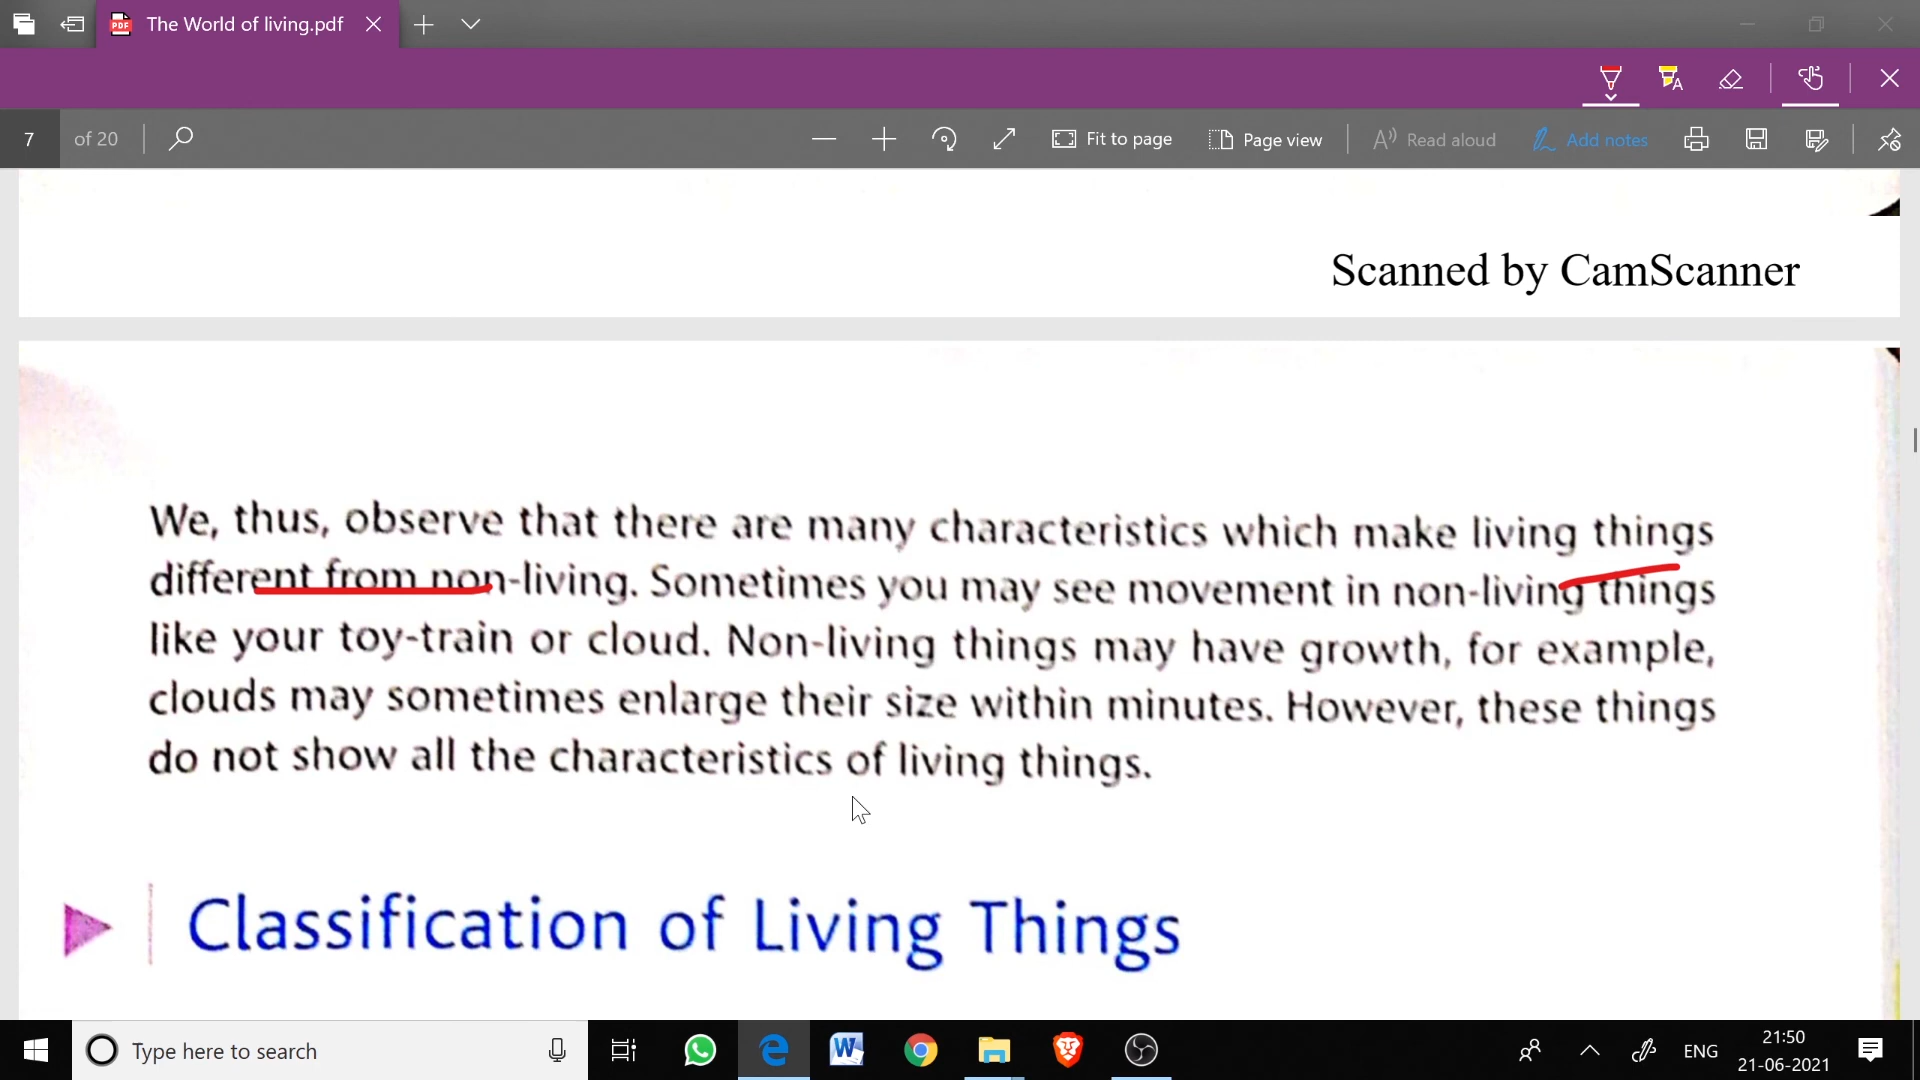 The World of living.pdf
7 of 20 Fit to page Page view Read aloud Add notes
Scanned by CamScanner
We, thus, observe that there are many characteristics which make living things
different from non-living. Sometimes you may see movement in non-living things
like your toy-train or cloud. Non-living things may have growth, for example,
clouds may sometimes enlarge their size within minutes. However, these things
do not show all the characteristics of living things.
Classification of Living Things
Type here to search
ENG
21:50
21-06-2021